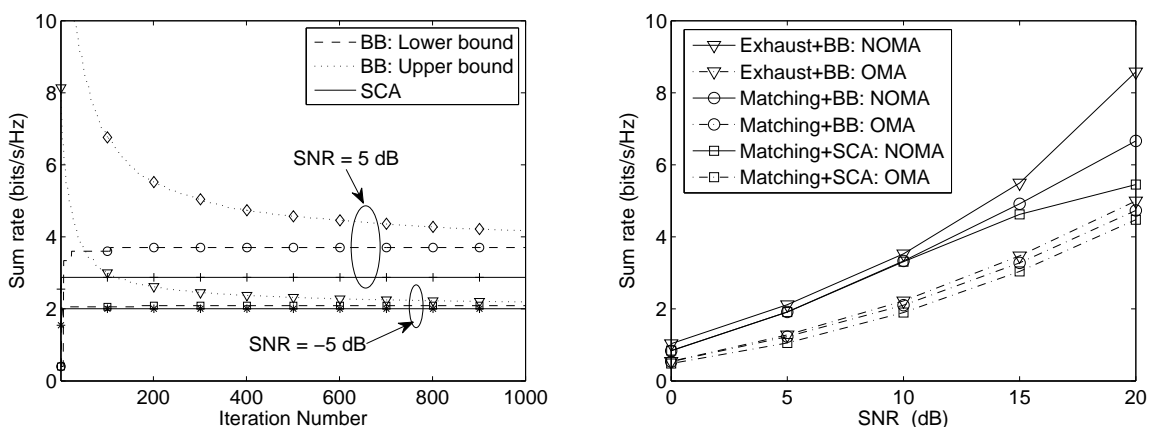 10
8
6
4
2
0
Sum rate (bits/s/Hz)
BB: Lower bound
BB: Upper bound
SCA
SNR = 5 dB
SNR = −5 dB
200
400
600
800
1000
Iteration Number
10
8
6
4
2
0
Sum rate (bits/s/Hz)
Exhaust+BB: NOMA
Exhaust+BB: OMA
Matching+BB: NOMA
Matching+BB: OMA
Matching+SCA: NOMA
Matching+SCA: OMA
0
5
10
15
20
SNR (dB)